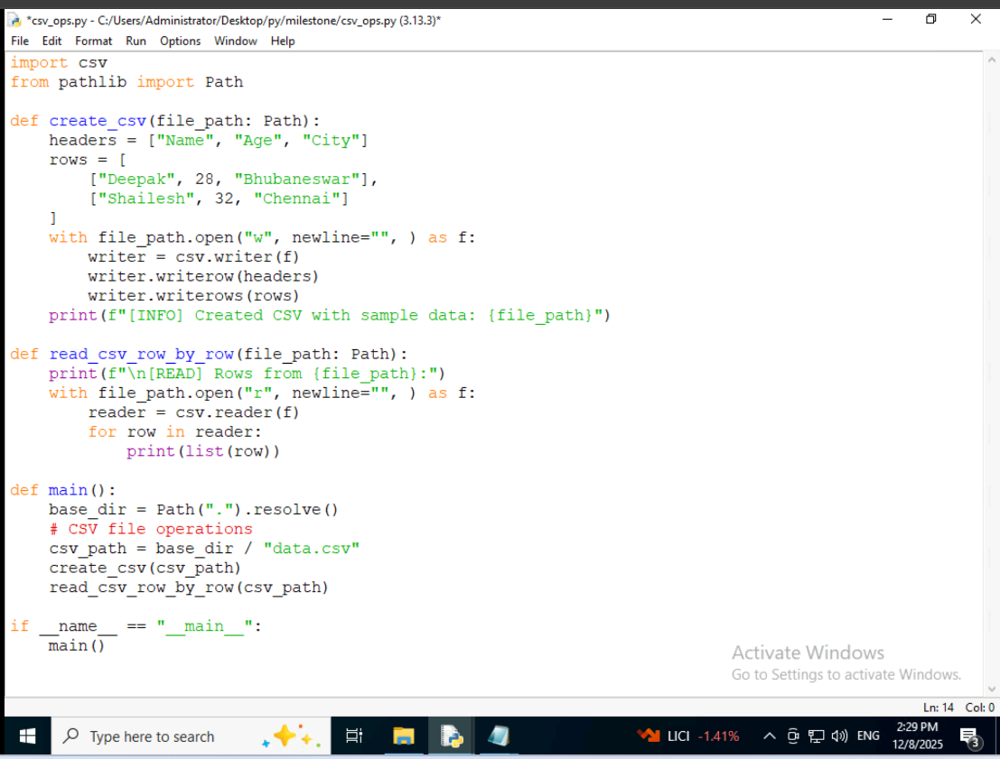 *csv_ops.py - C:/Users/Administrator/Desktop/py/milestone/csv_ops.py (3.13.3)*
File Edit Format Run Options Window Help
import csv
from pathlib import Path

def create_csv(file_path: Path):
    headers = ["Name", "Age", "City"]
    rows = [
        ["Deepak", 28, "Bhubaneswar"],
        ["Shailesh", 32, "Chennai"]
    ]
    with file_path.open("w", newline="", ) as f:
        writer = csv.writer(f)
        writer.writerow(headers)
        writer.writerows(rows)
    print(f"[INFO] Created CSV with sample data: {file_path}")

def read_csv_row_by_row(file_path: Path):
    print(f"\n[READ] Rows from {file_path}:")
    with file_path.open("r", newline="", ) as f:
        reader = csv.reader(f)
        for row in reader:
            print(list(row))

def main():
    base_dir = Path(".").resolve()
    # CSV file operations
    csv_path = base_dir / "data.csv"
    create_csv(csv_path)
    read_csv_row_by_row(csv_path)

if __name__ == "__main__":
    main()
Activate Windows
Go to Settings to activate Windows.
Ln: 14 Col: 0
Type here to search
LICI -1.41%
ENG
2:29 PM
12/8/2025
3